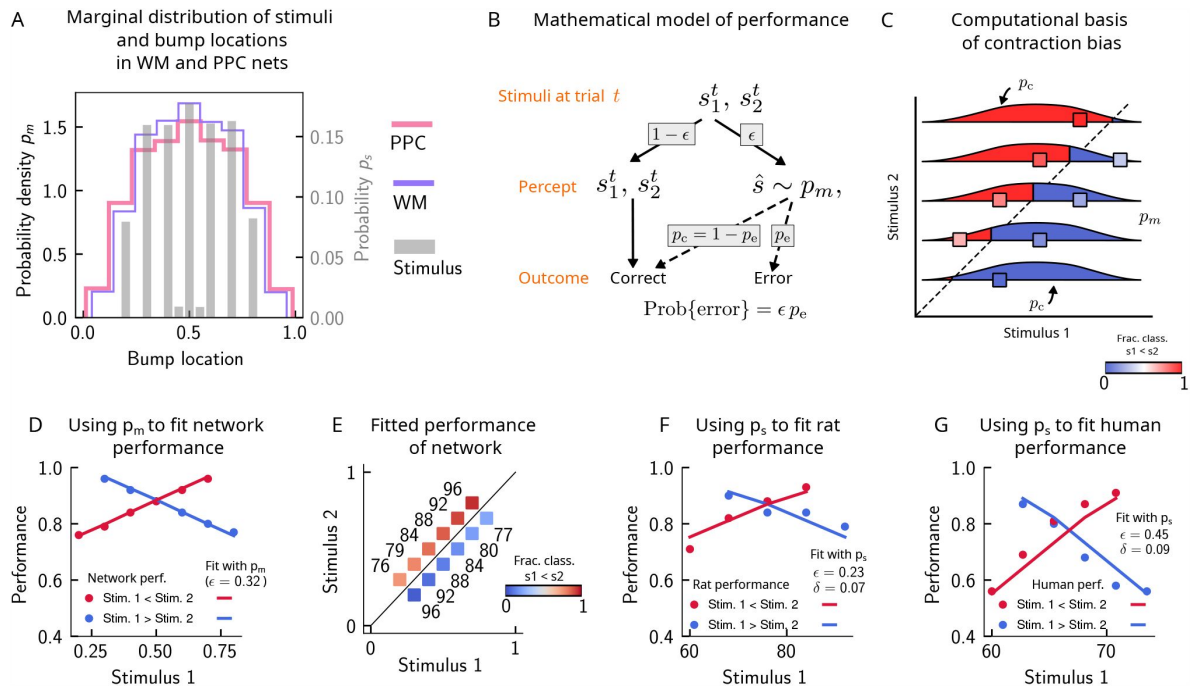 A
Marginal distribution of stimuli
and bump locations
in WM and PPC nets
Probability density p_m
1.5
1.0
0.5
0.0
0.15
0.10
0.05
0.00
Probability p_s
0.0
0.5
1.0
Bump location
PPC
WM
Stimulus
B
Mathematical model of performance
Stimuli at trial t
s_1^t, s_2^t
1 − ϵ
ϵ
Percept
s_1^t, s_2^t
ŝ ∼ p_m,
p_c = 1 − p_e
p_e
Outcome
Correct
Error
Prob{error} = ϵ p_e
C
Computational basis
of contraction bias
p_c
Stimulus 2
p_m
p_c
Stimulus 1
Frac. class.
s1 < s2
0
1
D
Using p_m to fit network
performance
Performance
1.0
0.8
0.6
0.4
Network perf.
Fit with p_m
(ϵ = 0.32)
Stim. 1 < Stim. 2
Stim. 1 > Stim. 2
0.25
0.50
0.75
Stimulus 1
E
Fitted performance
of network
Stimulus 2
1
0
96
92
88
84
79
76
77
80
84
88
92
96
Frac. class.
s1 < s2
0
1
0
1
Stimulus 1
F
Using p_s to fit rat
performance
Performance
1.0
0.8
0.6
0.4
Fit with p_s
ϵ = 0.23
δ = 0.07
Rat performance
Stim. 1 < Stim. 2
Stim. 1 > Stim. 2
60
80
Stimulus 1
G
Using p_s to fit human
performance
Performance
1.0
0.8
0.6
0.4
Fit with p_s
ϵ = 0.45
δ = 0.09
Human perf.
Stim. 1 < Stim. 2
Stim. 1 > Stim. 2
60
70
Stimulus 1